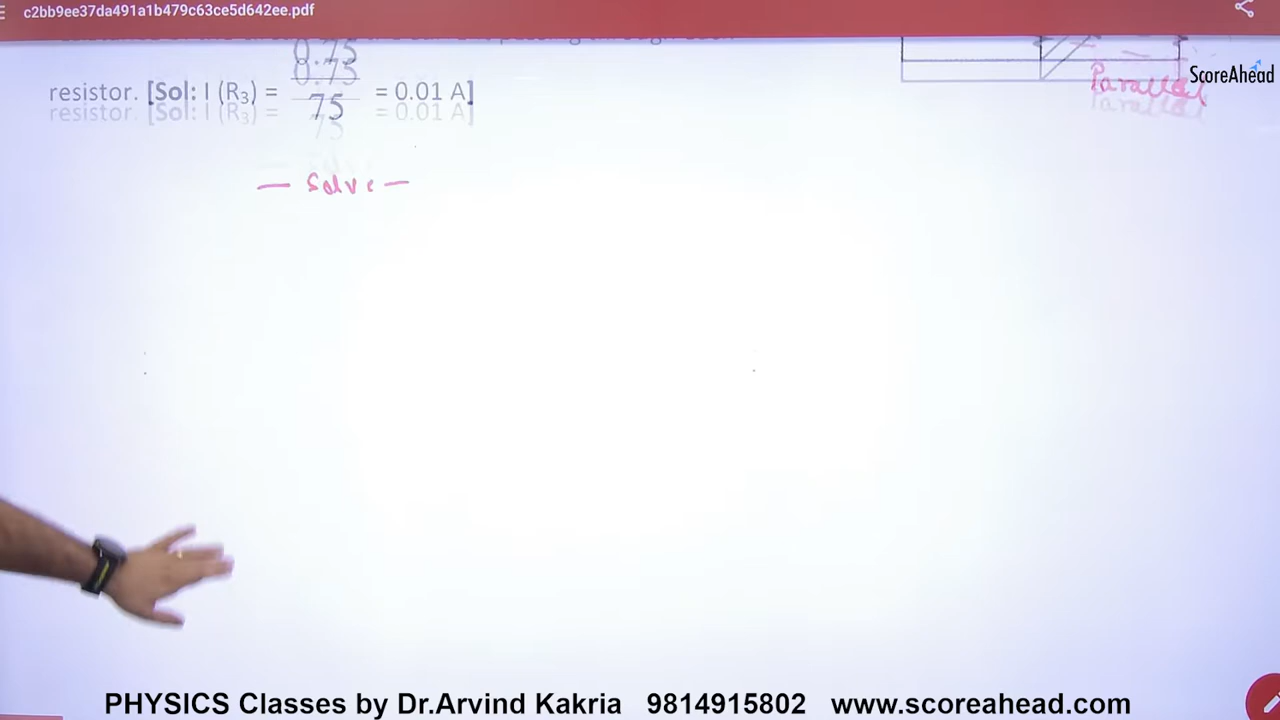 c2bb9ee37da491a1b479c63ce5d642ee.pdf
0.75
resistor. [Sol: I (R₃) = 75 = 0.01 A]
Parallel
ScoreAhead
— Solve —
PHYSICS Classes by Dr.Arvind Kakria 9814915802 www.scoreahead.com